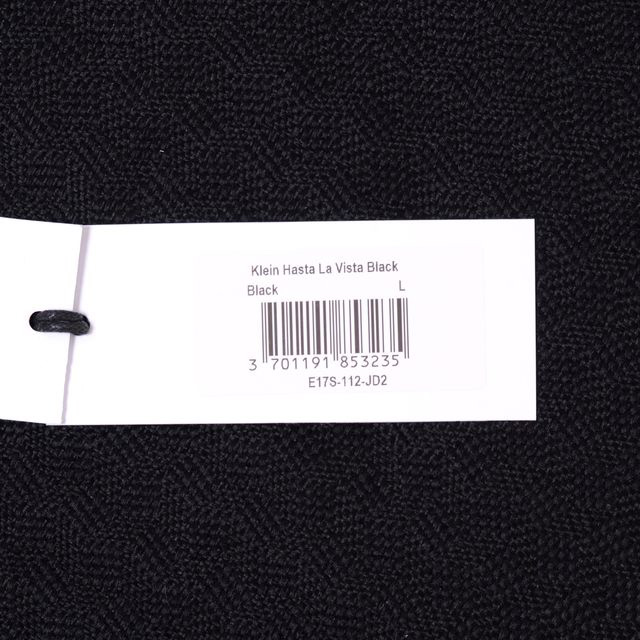 Klein Hasta La Vista Black
Black L
3 701191 853235
E17S-112-JD2